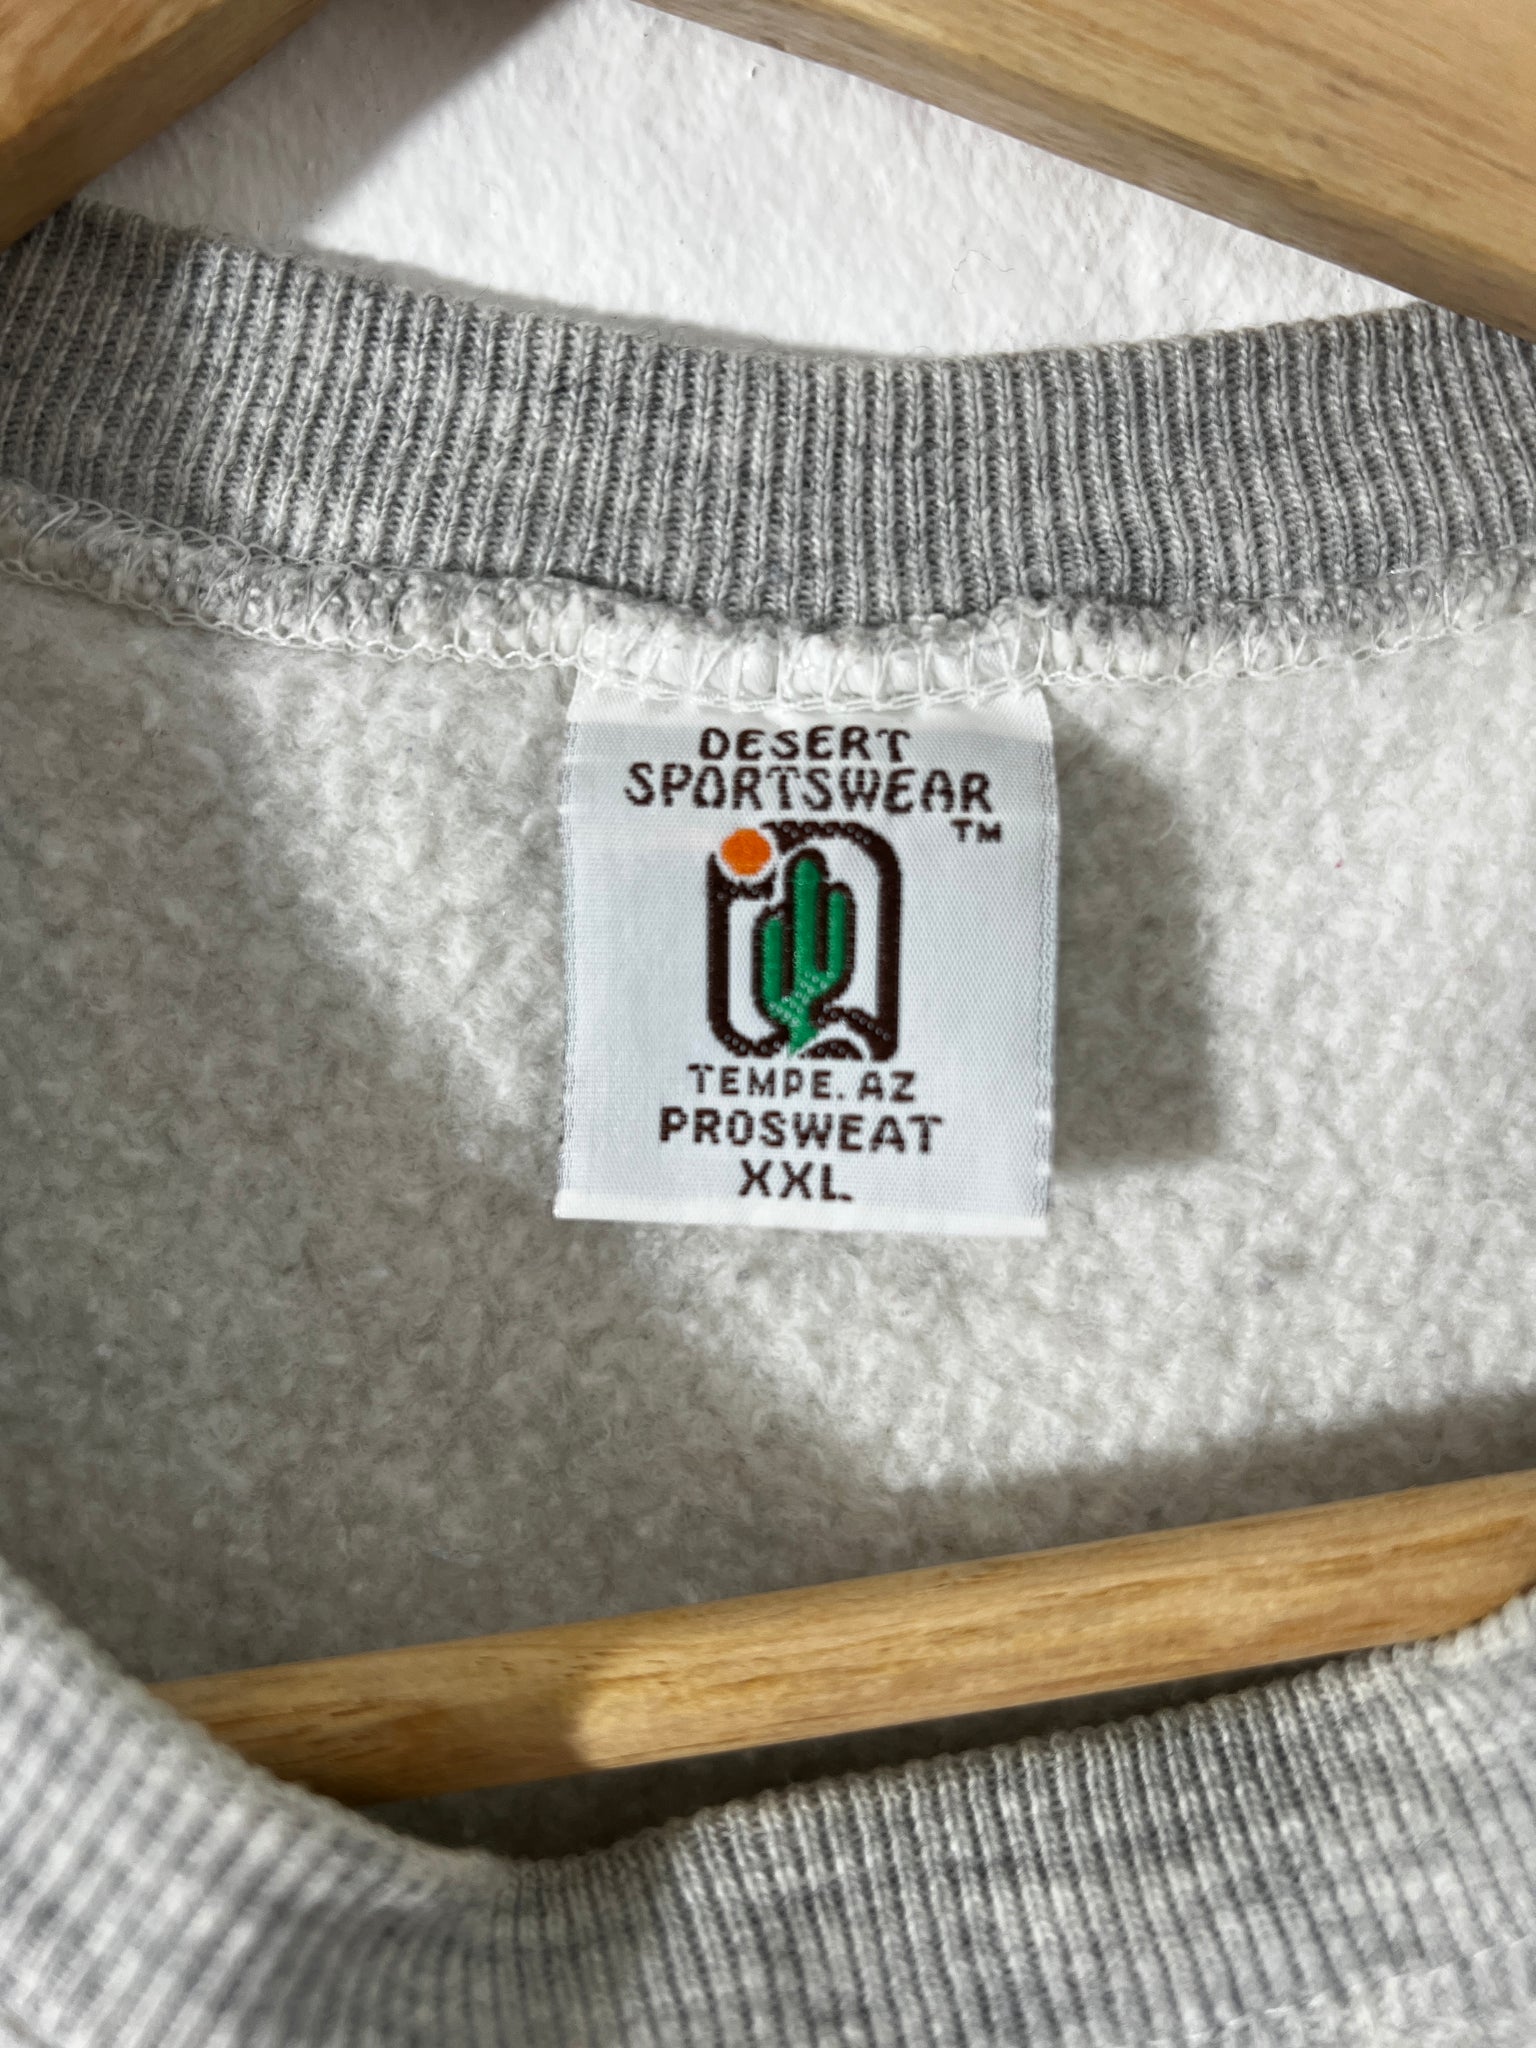 DESERT
SPORTSWEAR
TM
TEMPE. AZ
PROSWEAT
XXL